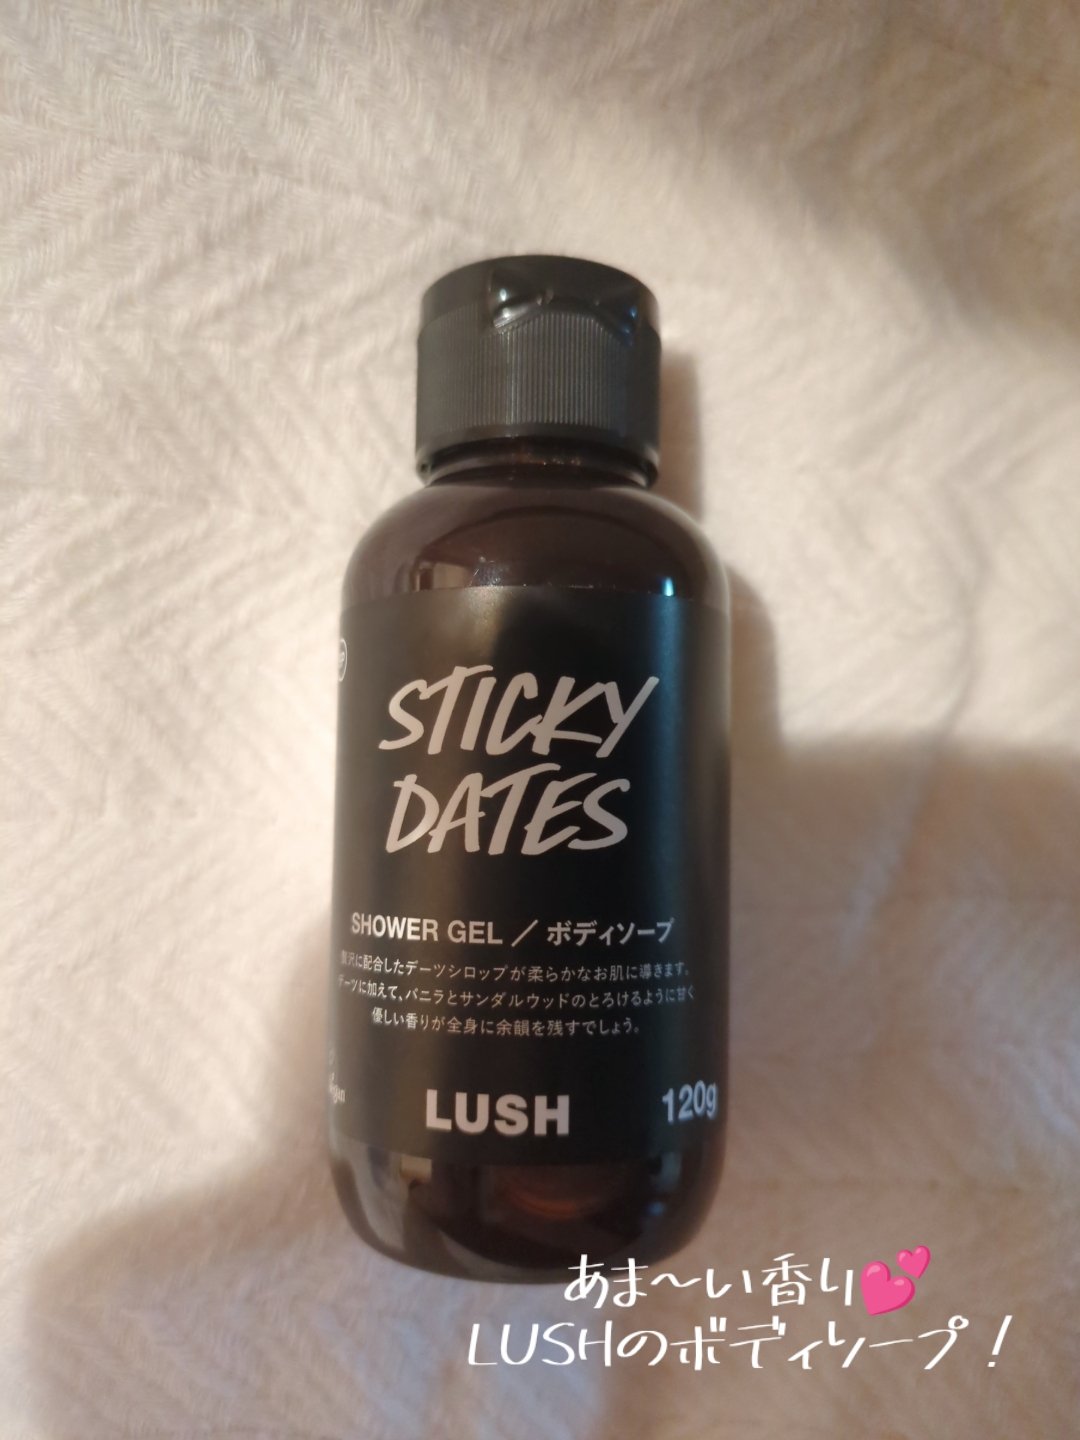 STICKY
DATES
SHOWER GEL／ボディソープ
贅沢に配合したデーツシロップが柔らかなお肌に導きます。
デーツに加えて、バニラとサンダルウッドのとろけるように甘く
優しい香りが全身に余韻を残すでしょう。
LUSH
120g
あま〜い香り💕
LUSHのボディソープ！